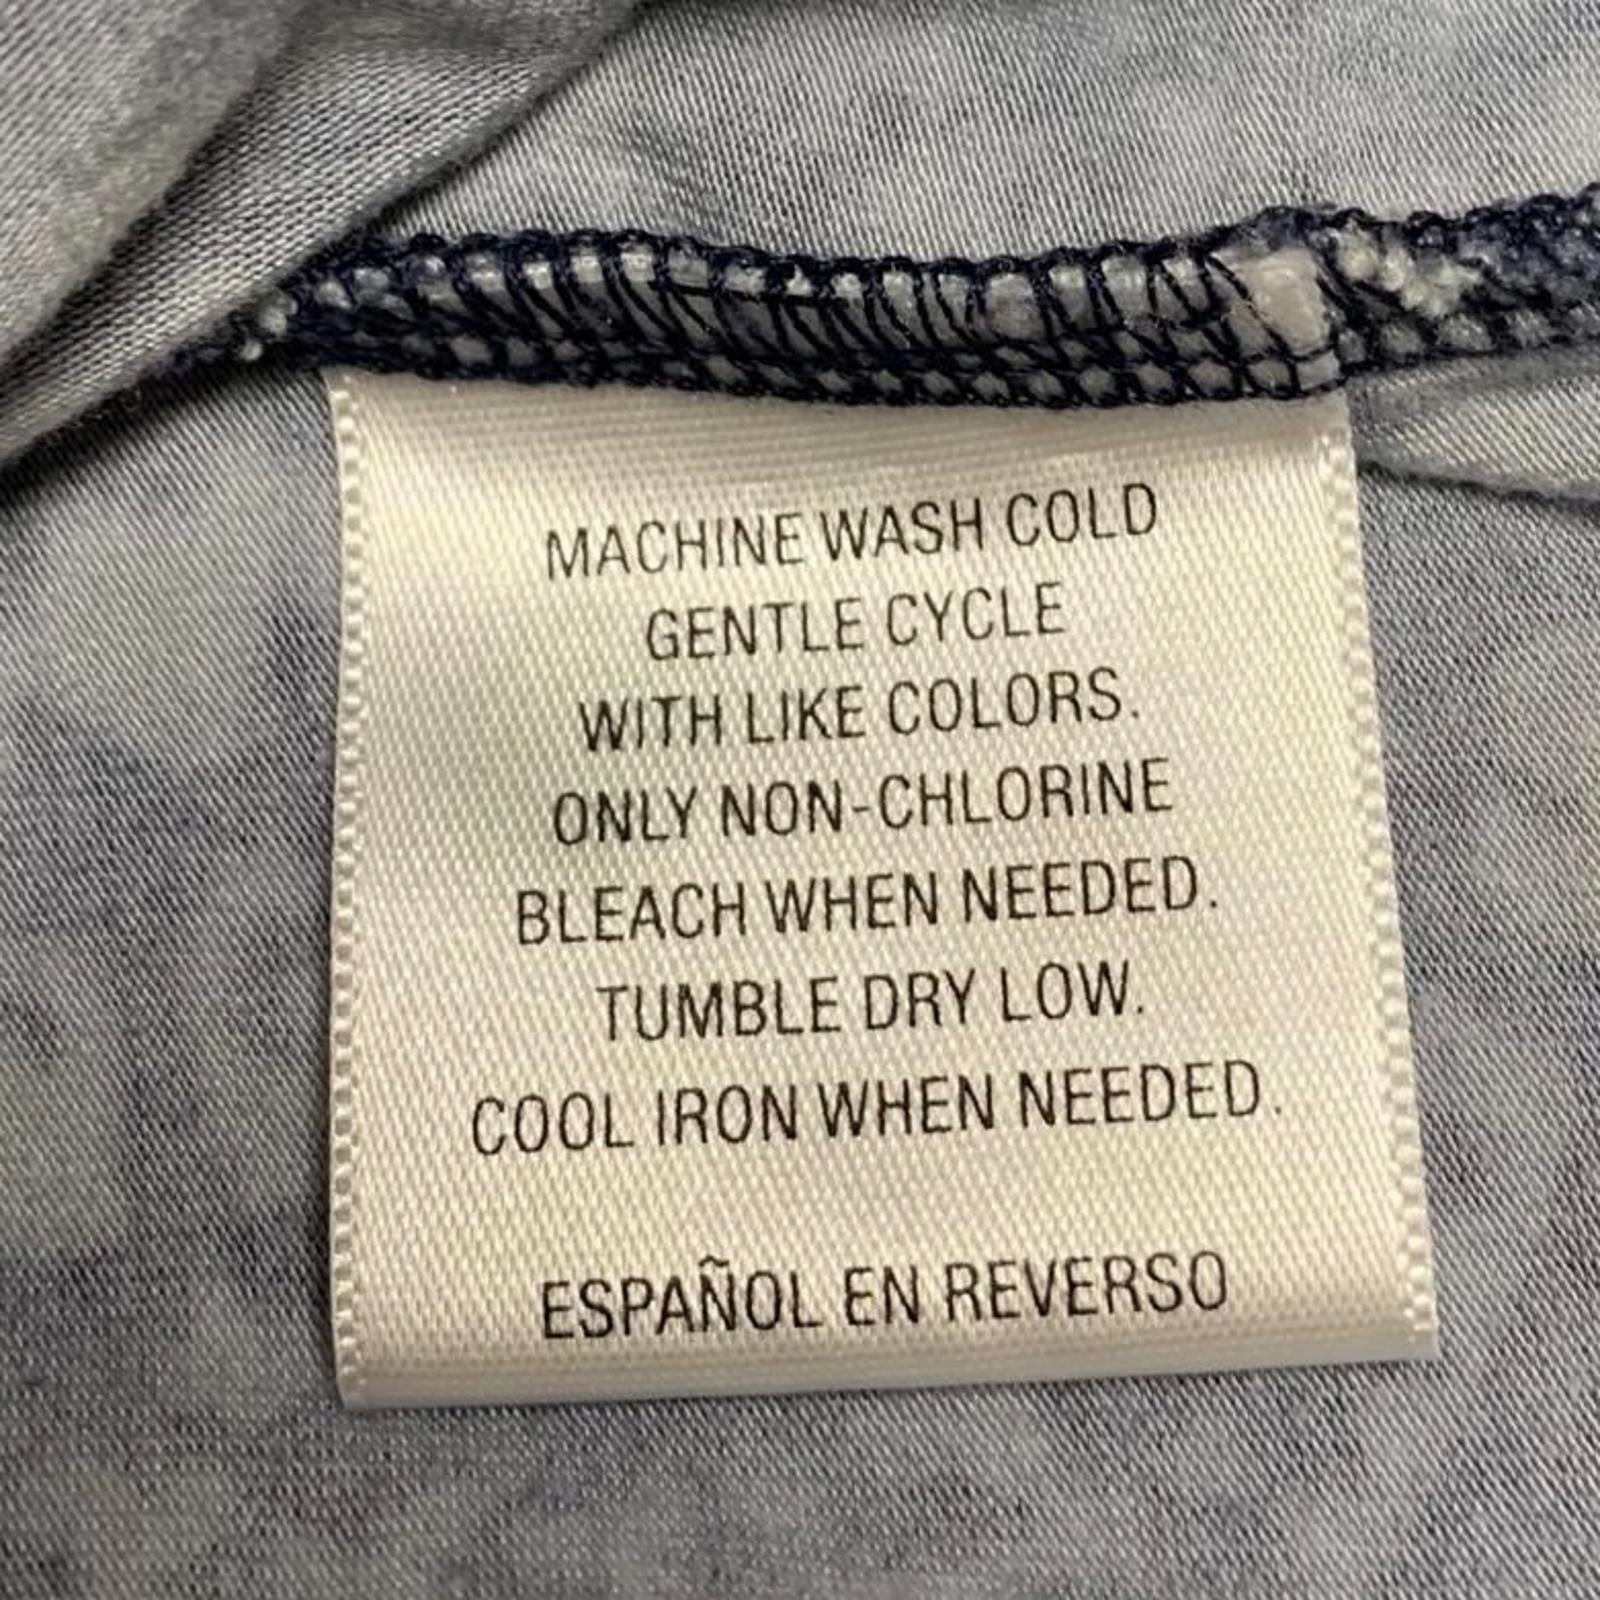 MACHINE WASH COLD
GENTLE CYCLE
WITH LIKE COLORS.
ONLY NON-CHLORINE
BLEACH WHEN NEEDED.
TUMBLE DRY LOW.
COOL IRON WHEN NEEDED.
ESPAÑOL EN REVERSO